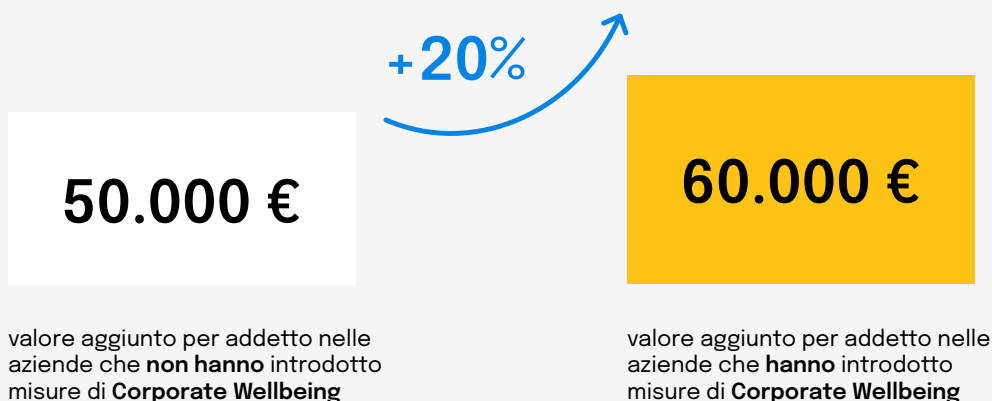 +20%
50.000 €
60.000 €
valore aggiunto per addetto nelle
aziende che non hanno introdotto
misure di Corporate Wellbeing
valore aggiunto per addetto nelle
aziende che hanno introdotto
misure di Corporate Wellbeing